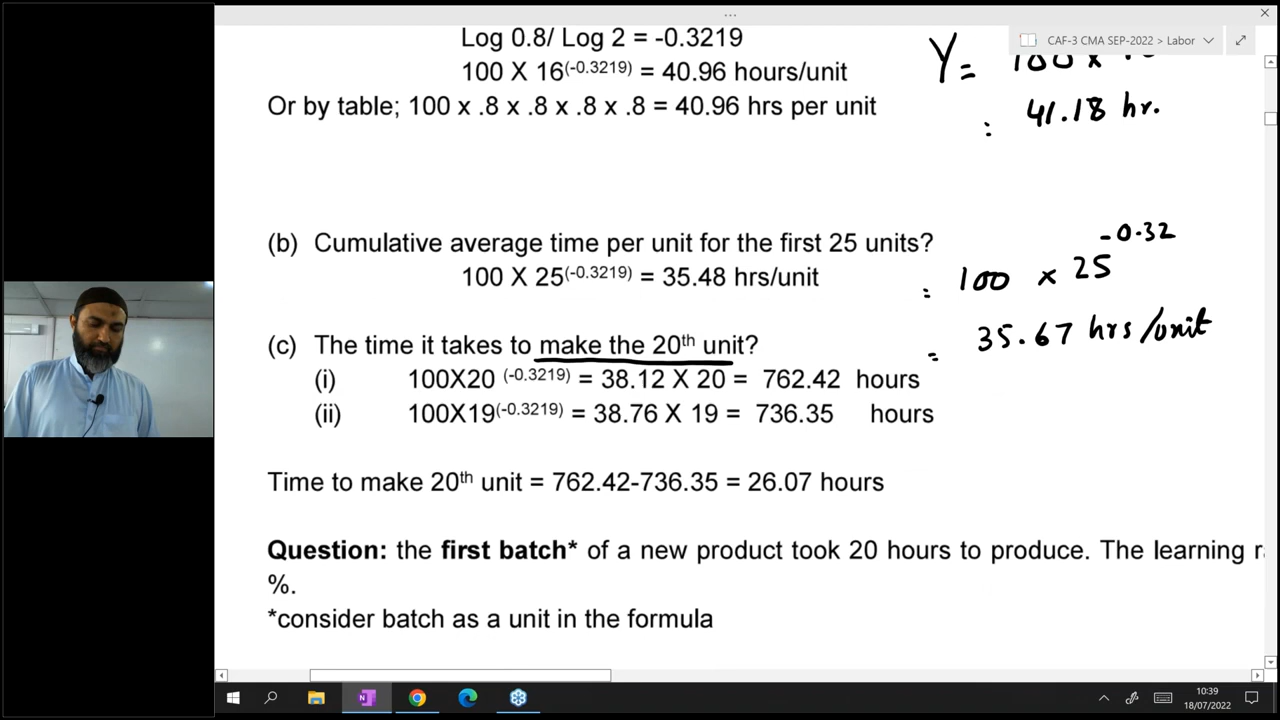 CAF-3 CMA SEP-2022 > Labor
Log 0.8/ Log 2 = -0.3219
100 X 16(-0.3219) = 40.96 hours/unit
Or by table; 100 x .8 x .8 x .8 x .8 = 40.96 hrs per unit
Y =
= 41.18 hr.
(b) Cumulative average time per unit for the first 25 units?
100 X 25(-0.3219) = 35.48 hrs/unit
= 100 x 25 -0.32
= 35.67 hrs/unit
(c) The time it takes to make the 20th unit?
(i) 100X20 (-0.3219) = 38.12 X 20 = 762.42 hours
(ii) 100X19(-0.3219) = 38.76 X 19 = 736.35 hours
Time to make 20th unit = 762.42-736.35 = 26.07 hours
Question: the first batch* of a new product took 20 hours to produce. The learning
%.
*consider batch as a unit in the formula
10:39
18/07/2022